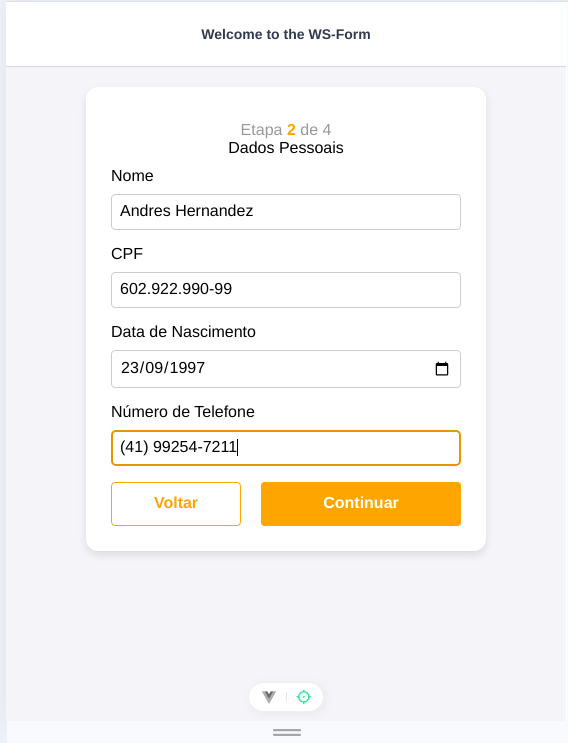 Welcome to the WS-Form
Etapa 2 de 4
Dados Pessoais
Nome
Andres Hernandez
CPF
602.922.990-99
Data de Nascimento
23/09/1997
Número de Telefone
(41) 99254-7211
Voltar
Continuar